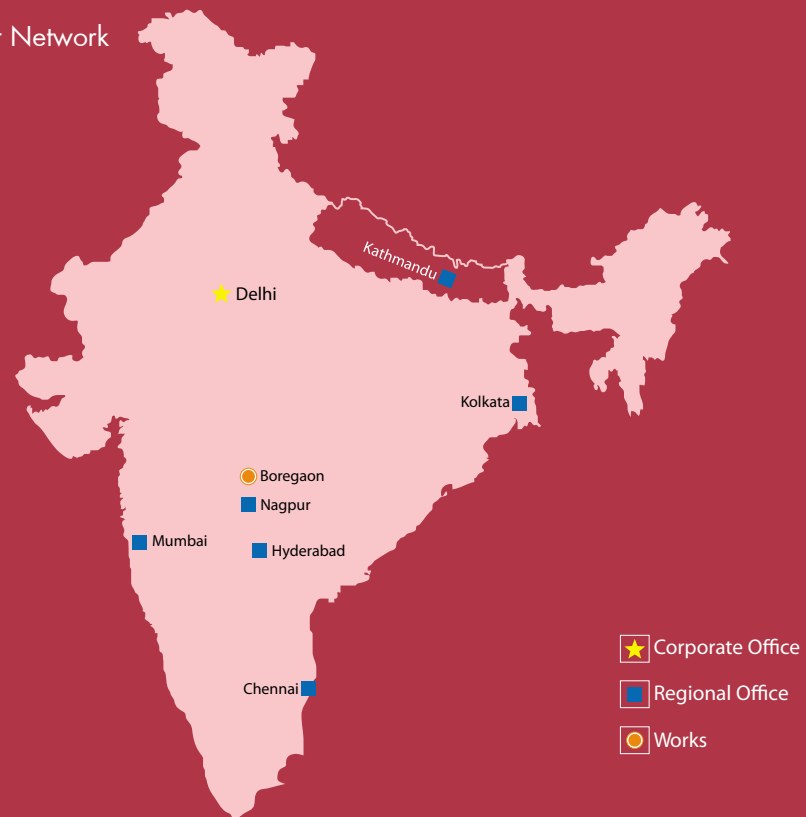 Network
Kathmandu
Delhi
Kolkata
Boregaon
Nagpur
Mumbai
Hyderabad
Chennai
Corporate Office
Regional Office
Works